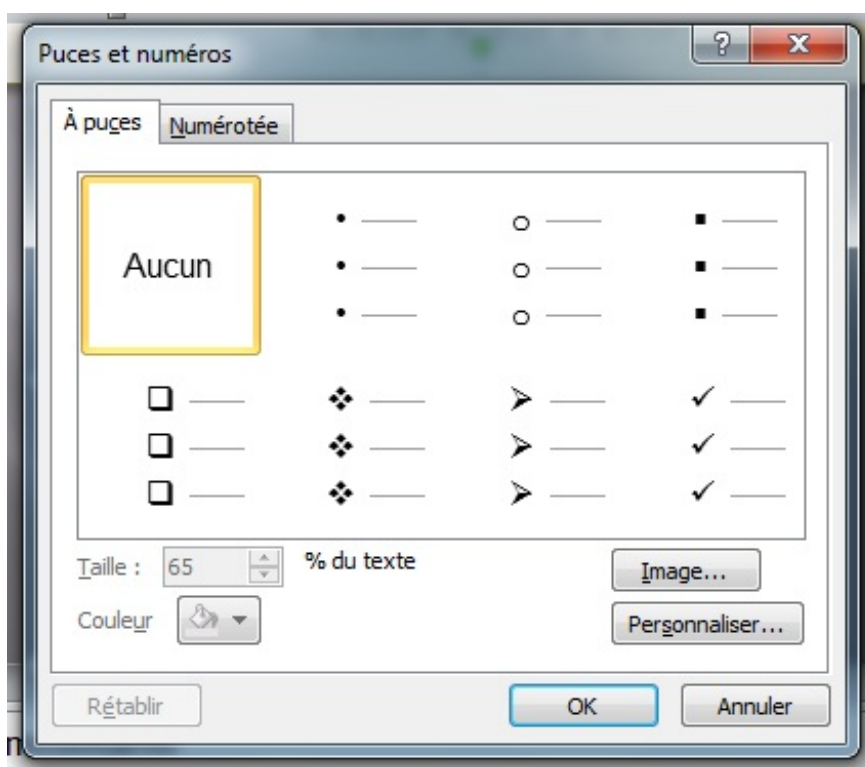 Puces et numéros
À puces Numérotée
Aucun
Taille : 65 % du texte
Image...
Couleur
Personnaliser...
Rétablir OK Annuler